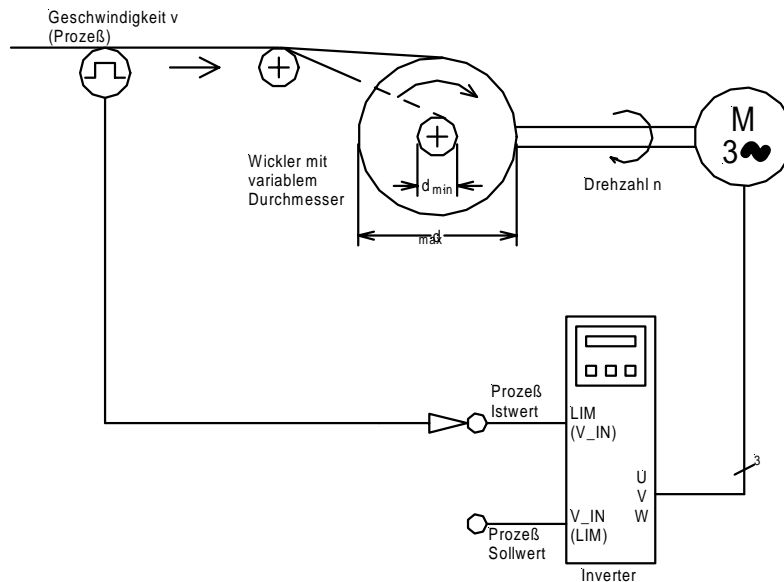 Geschwindigkeit v
(Prozeß)
M
3
Wickler mit
variablem
Durchmesser
d min
Drehzahl n
d max
Prozeß
Istwert
LIM
(V_IN)
3
U
V
W
V_IN
(LIM)
Prozeß
Sollwert
Inverter